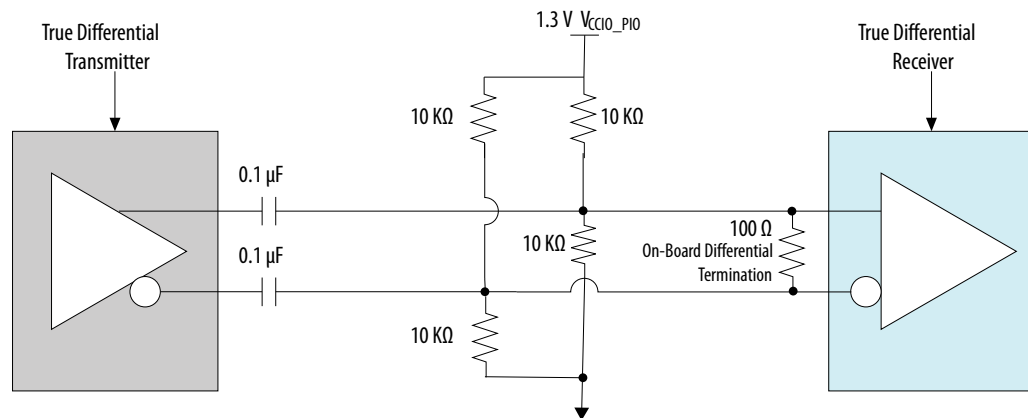 1.3 V VCCIO_PIO
True Differential
Transmitter
True Differential
Receiver
10 KΩ
10 KΩ
0.1 µF
0.1 µF
10 KΩ
100 Ω
On-Board Differential
Termination
10 KΩ